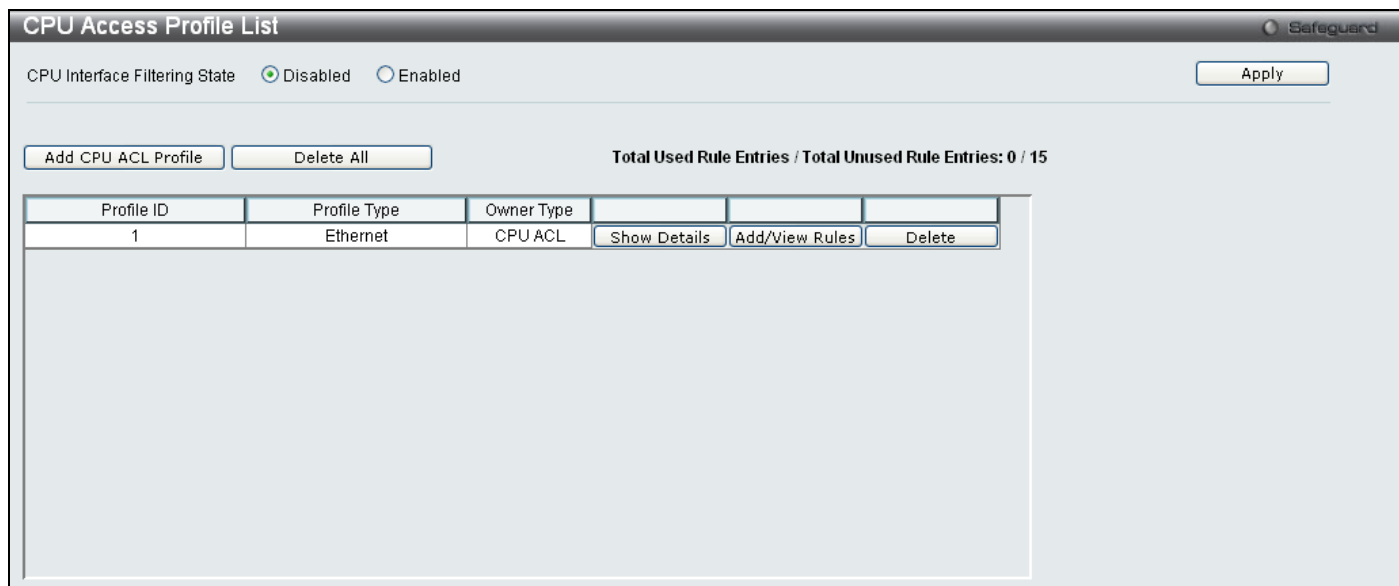 CPU Access Profile List
Safeguard
CPU Interface Filtering State Disabled Enabled Apply
Add CPU ACL Profile Delete All Total Used Rule Entries / Total Unused Rule Entries: 0 / 15
Profile ID Profile Type Owner Type
1 Ethernet CPU ACL Show Details Add/View Rules Delete